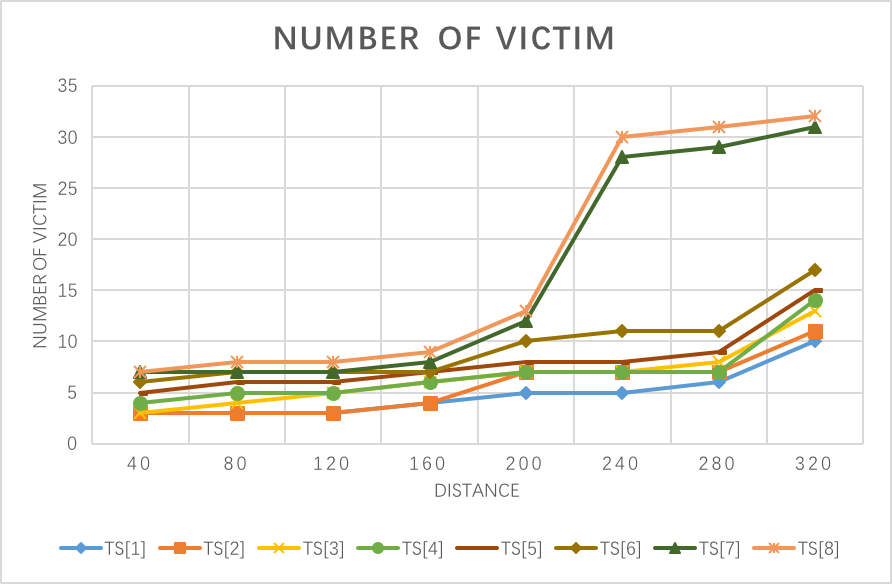 NUMBER OF VICTIM
35
30
25
20
15
10
5
0
NUMBER OF VICTIM
40 80 120 160 200 240 280 320
DISTANCE
TS[1] TS[2] TS[3] TS[4] TS[5] TS[6] TS[7] TS[8]